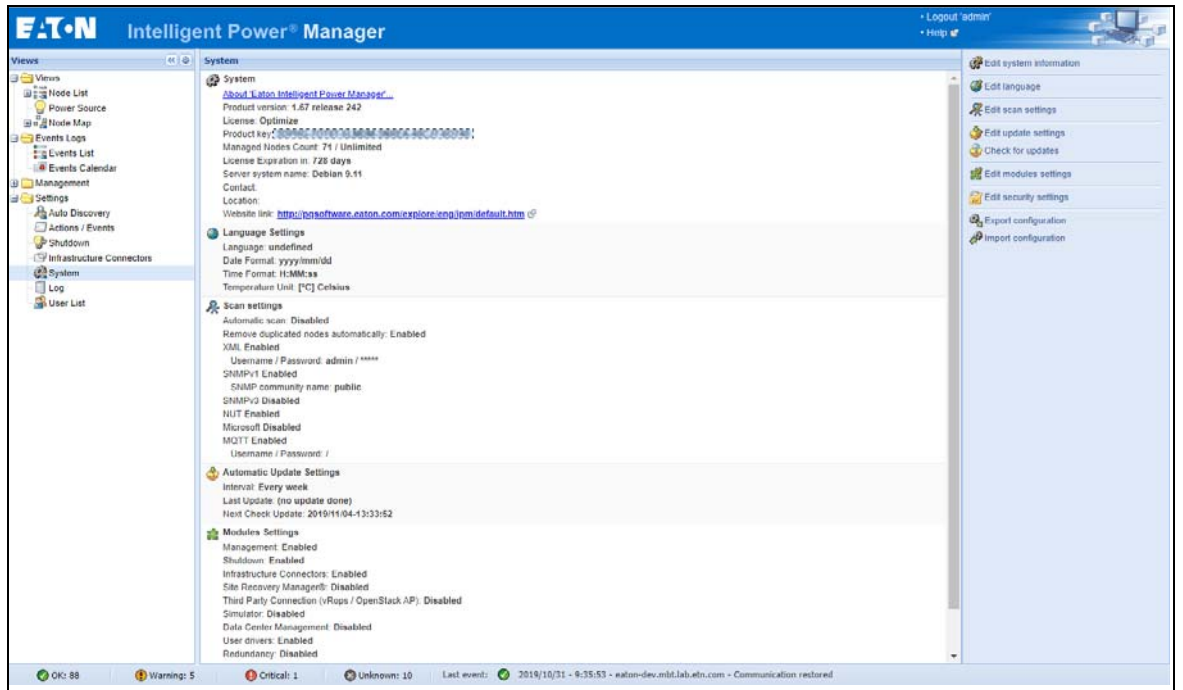 EATON
Intelligent Power® Manager
• Logout 'admin'
• Help
Views
Views
Node List
Power Source
Node Map
Events Logs
Events List
Events Calendar
Management
Settings
Auto Discovery
Actions / Events
Shutdown
Infrastructure Connectors
System
Log
User List
System
System
About 'Eaton Intelligent Power Manager'...
Product version: 1.67 release 242
License: Optimize
Product key:
Managed Nodes Count: 71 / Unlimited
License Expiration in: 728 days
Server system name: Debian 9.11
Contact:
Location:
Website link: http://pqsoftware.eaton.com/explore/eng/ipm/default.htm
Language Settings
Language: undefined
Date Format: yyyy/mm/dd
Time Format: H:MM:ss
Temperature Unit: [°C] Celsius
Scan settings
Automatic scan: Disabled
Remove duplicated nodes automatically: Enabled
XML Enabled
Username / Password: admin / *****
SNMPv1 Enabled
SNMP community name: public
SNMPv3 Disabled
NUT Enabled
Microsoft Disabled
MQTT Enabled
Username / Password: /
Automatic Update Settings
Interval: Every week
Last Update: (no update done)
Next Check Update: 2019/11/04-13:33:52
Modules Settings
Management: Enabled
Shutdown: Enabled
Infrastructure Connectors: Enabled
Site Recovery Manager®: Disabled
Third Party Connection (vRops / OpenStack AP): Disabled
Simulator: Disabled
Data Center Management: Disabled
User drivers: Enabled
Redundancy: Disabled
Edit system information
Edit language
Edit scan settings
Edit update settings
Check for updates
Edit modules settings
Edit security settings
Export configuration
Import configuration
OK: 88
Warning: 5
Critical: 1
Unknown: 10
Last event: 2019/10/31 - 9:35:53 - eaton-dev.mbt.lab.etn.com - Communication restored